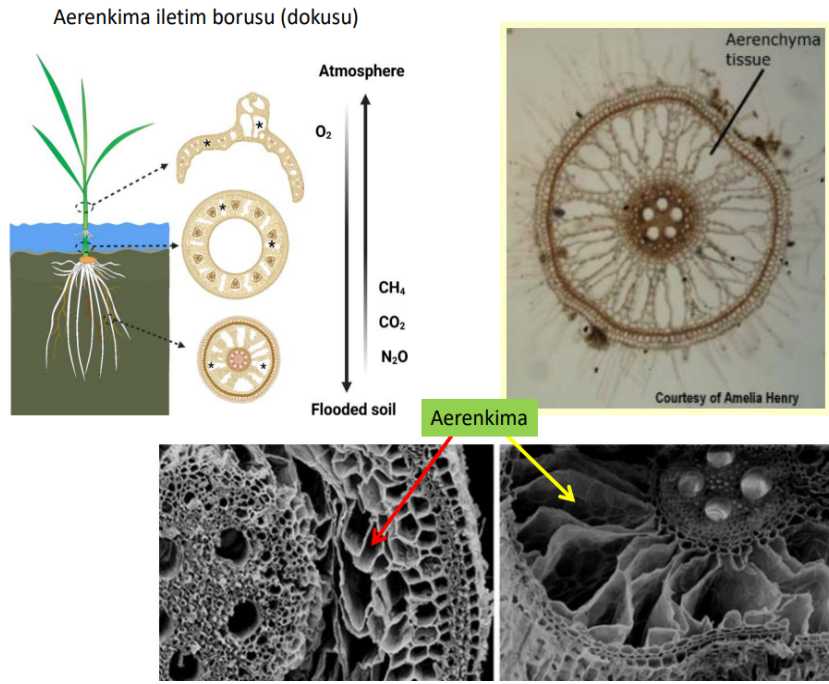 Aerenkima iletim borusu (dokusu)
Atmosphere
O₂
CH₄
CO₂
N₂O
Flooded soil
Aerenchyma
tissue
Courtesy of Amelia Henry
Aerenkima